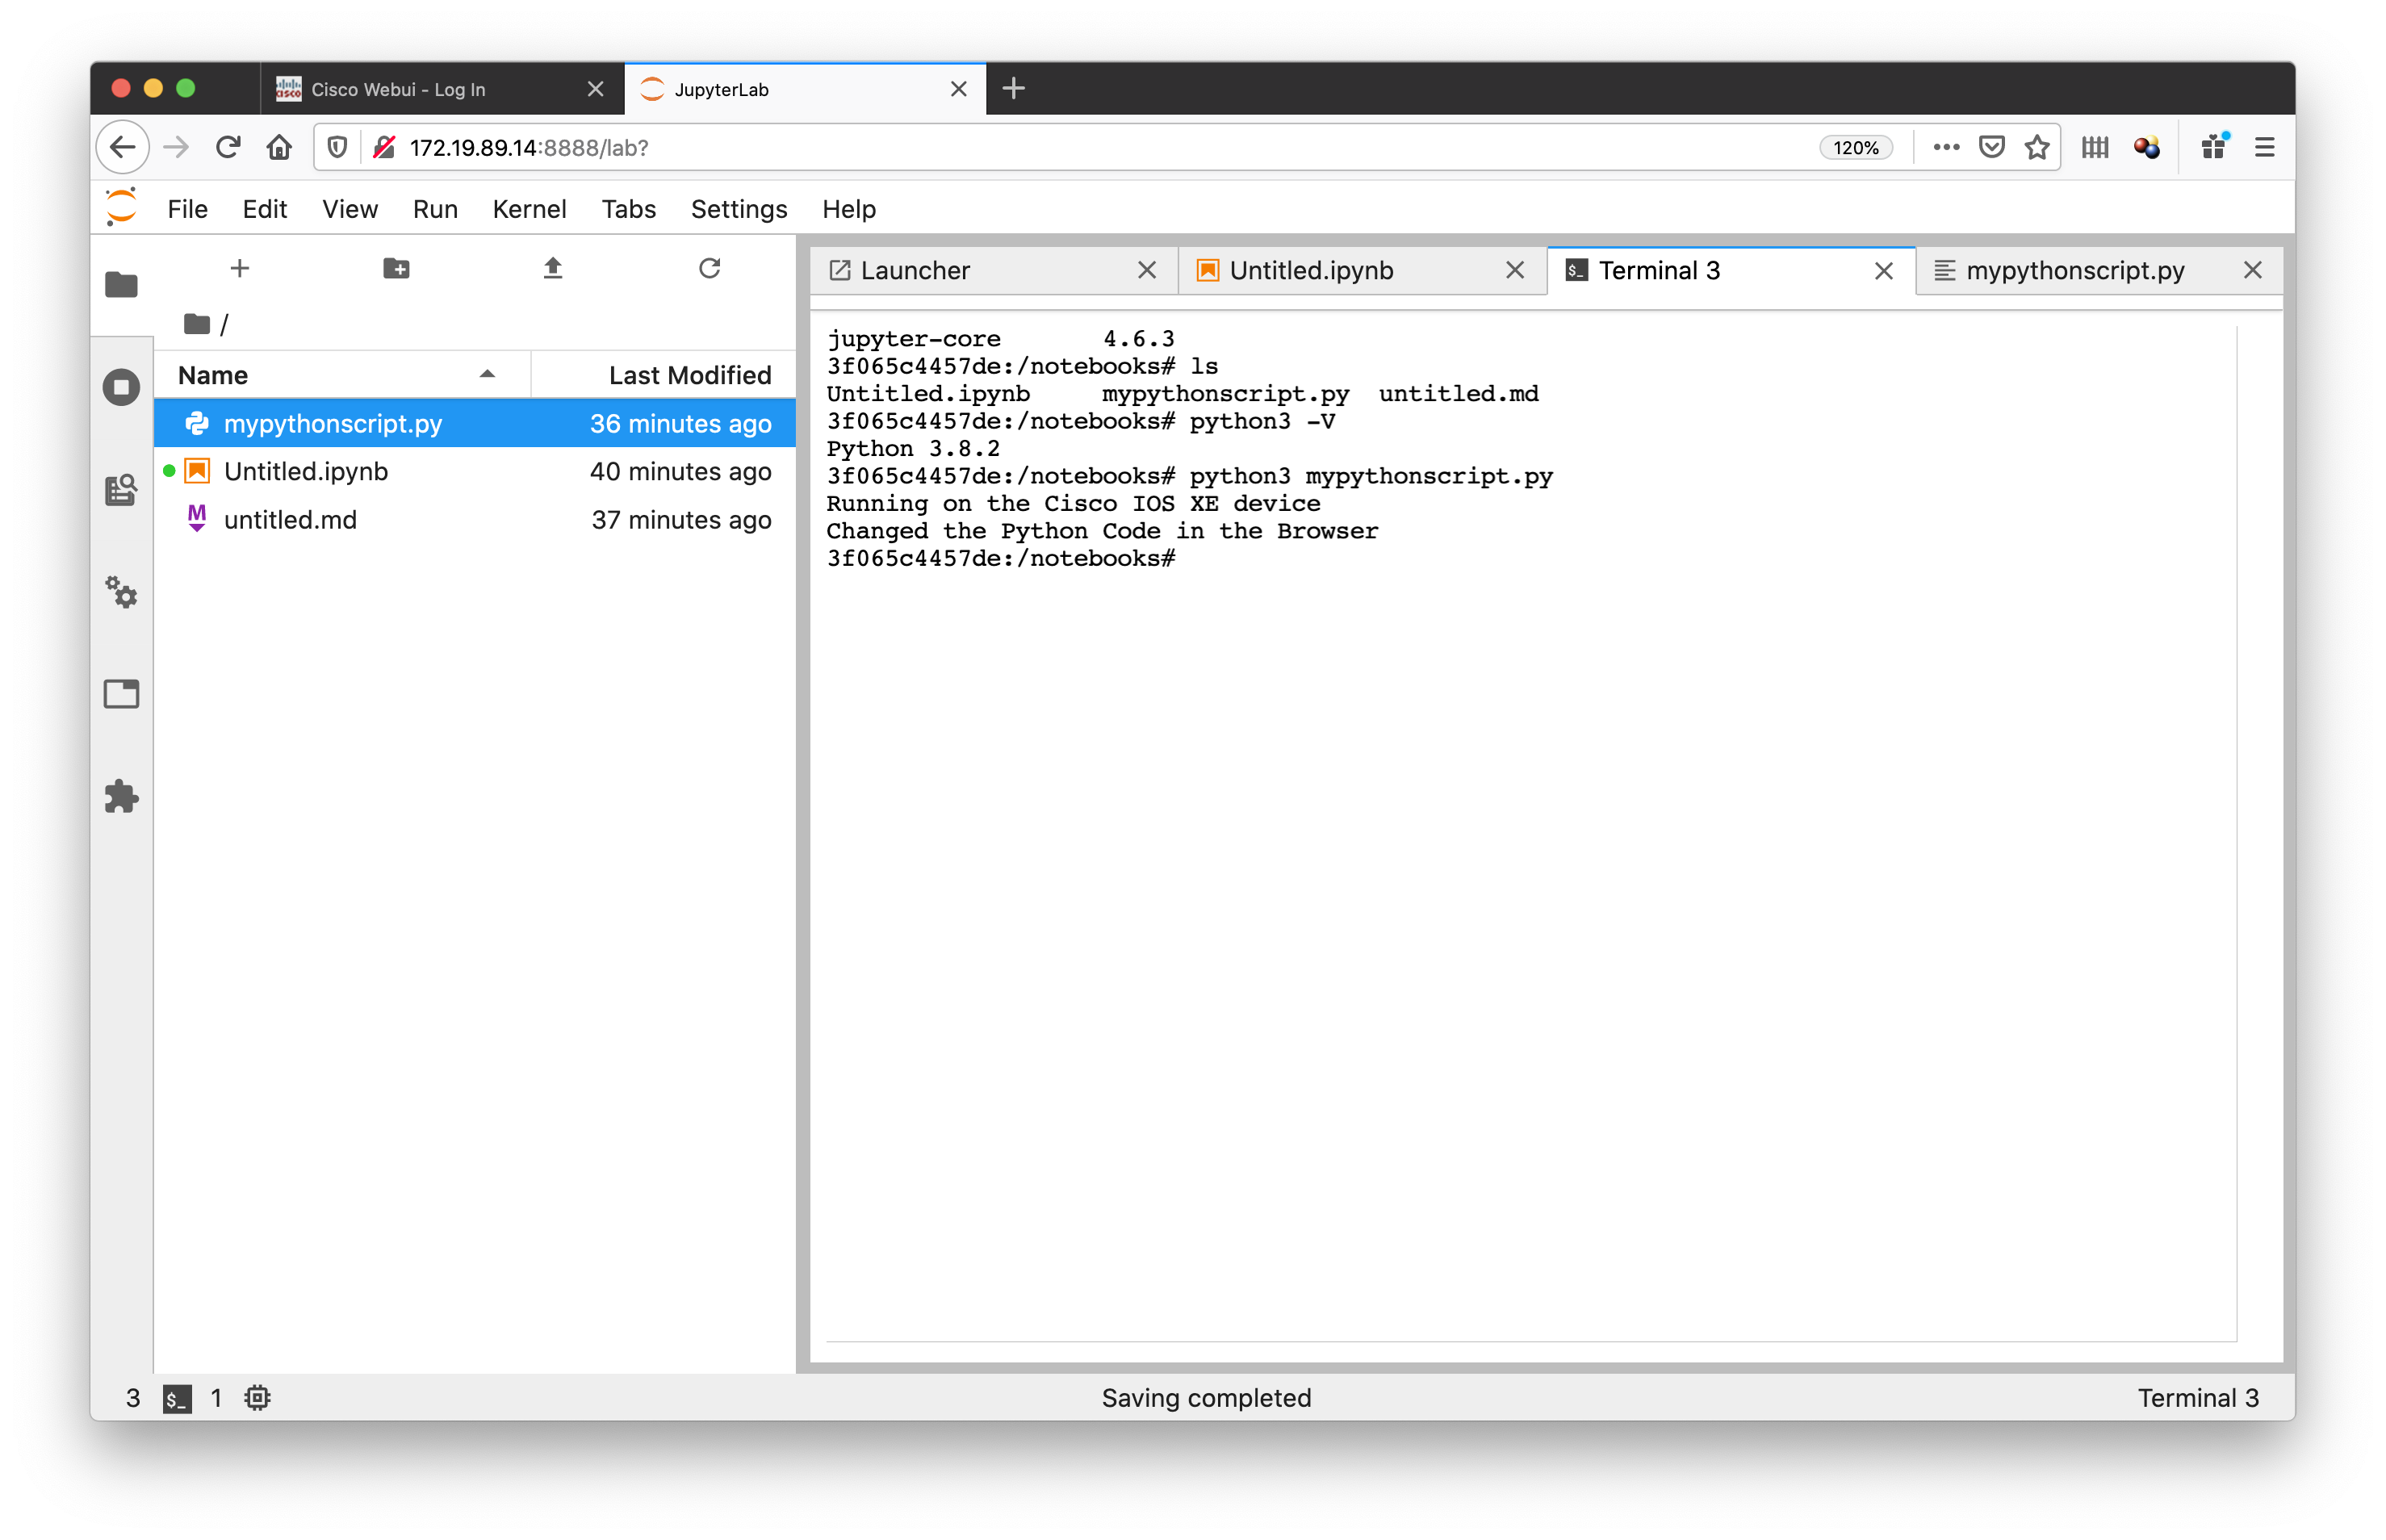 Cisco Webui - Log In
JupyterLab
172.19.89.14:8888/lab?
120%
File Edit View Run Kernel Tabs Settings Help
/
Name Last Modified
mypythonscript.py 36 minutes ago
Untitled.ipynb 40 minutes ago
M untitled.md 37 minutes ago
Launcher Untitled.ipynb $_ Terminal 3 mypythonscript.py
jupyter-core 4.6.3
3f065c4457de:/notebooks# ls
Untitled.ipynb mypythonscript.py untitled.md
3f065c4457de:/notebooks# python3 -V
Python 3.8.2
3f065c4457de:/notebooks# python3 mypythonscript.py
Running on the Cisco IOS XE device
Changed the Python Code in the Browser
3f065c4457de:/notebooks#
3 $_ 1 Saving completed Terminal 3